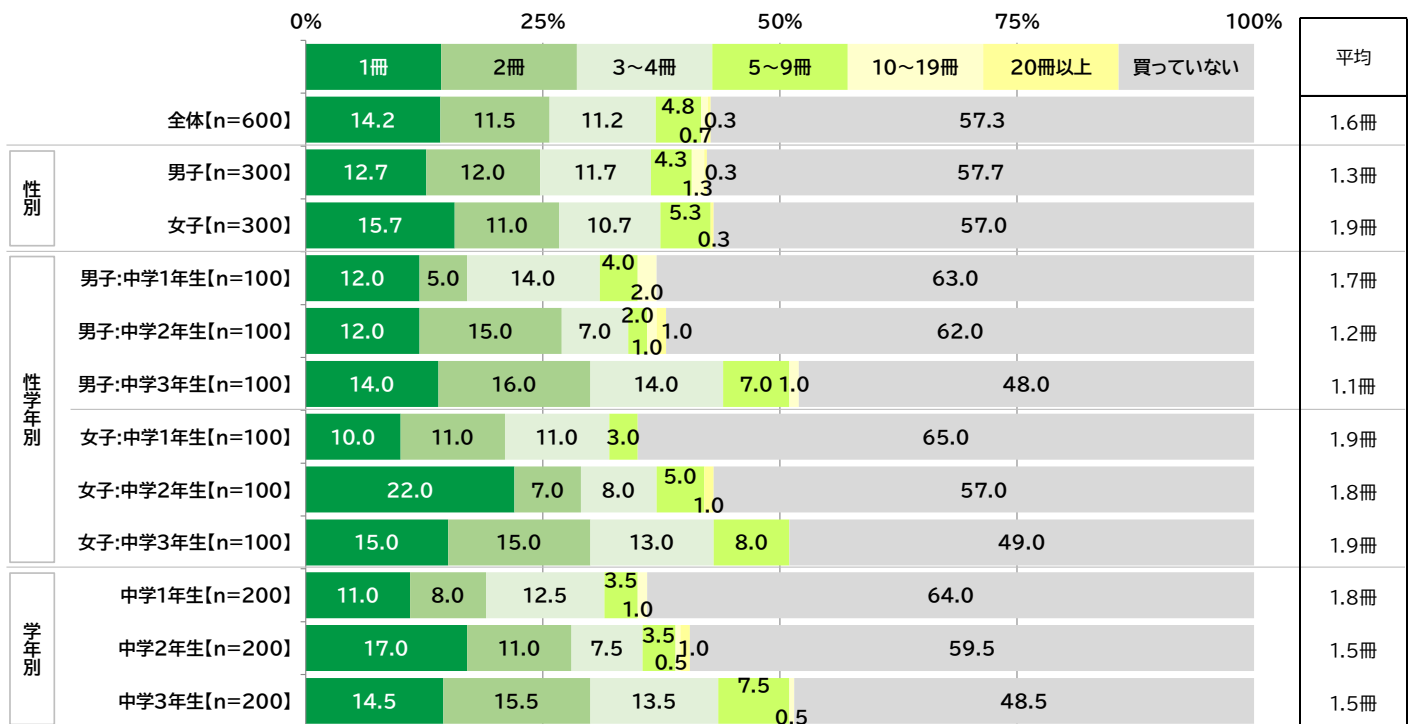 0% 25% 50% 75% 100%
1冊 2冊 3～4冊 5～9冊 10～19冊 20冊以上 買っていない 平均
全体【n=600】 14.2 11.5 11.2 4.8 0.7 0.3 57.3 1.6冊
性別
男子【n=300】 12.7 12.0 11.7 4.3 1.3 0.3 57.7 1.3冊
女子【n=300】 15.7 11.0 10.7 5.3 0.3 57.0 1.9冊
性学年別
男子:中学1年生【n=100】 12.0 5.0 14.0 4.0 2.0 63.0 1.7冊
男子:中学2年生【n=100】 12.0 15.0 7.0 2.0 1.0 1.0 62.0 1.2冊
男子:中学3年生【n=100】 14.0 16.0 14.0 7.0 1.0 48.0 1.1冊
女子:中学1年生【n=100】 10.0 11.0 11.0 3.0 65.0 1.9冊
女子:中学2年生【n=100】 22.0 7.0 8.0 5.0 1.0 57.0 1.8冊
女子:中学3年生【n=100】 15.0 15.0 13.0 8.0 49.0 1.9冊
学年別
中学1年生【n=200】 11.0 8.0 12.5 3.5 1.0 64.0 1.8冊
中学2年生【n=200】 17.0 11.0 7.5 3.5 0.5 1.0 59.5 1.5冊
中学3年生【n=200】 14.5 15.5 13.5 7.5 0.5 48.5 1.5冊